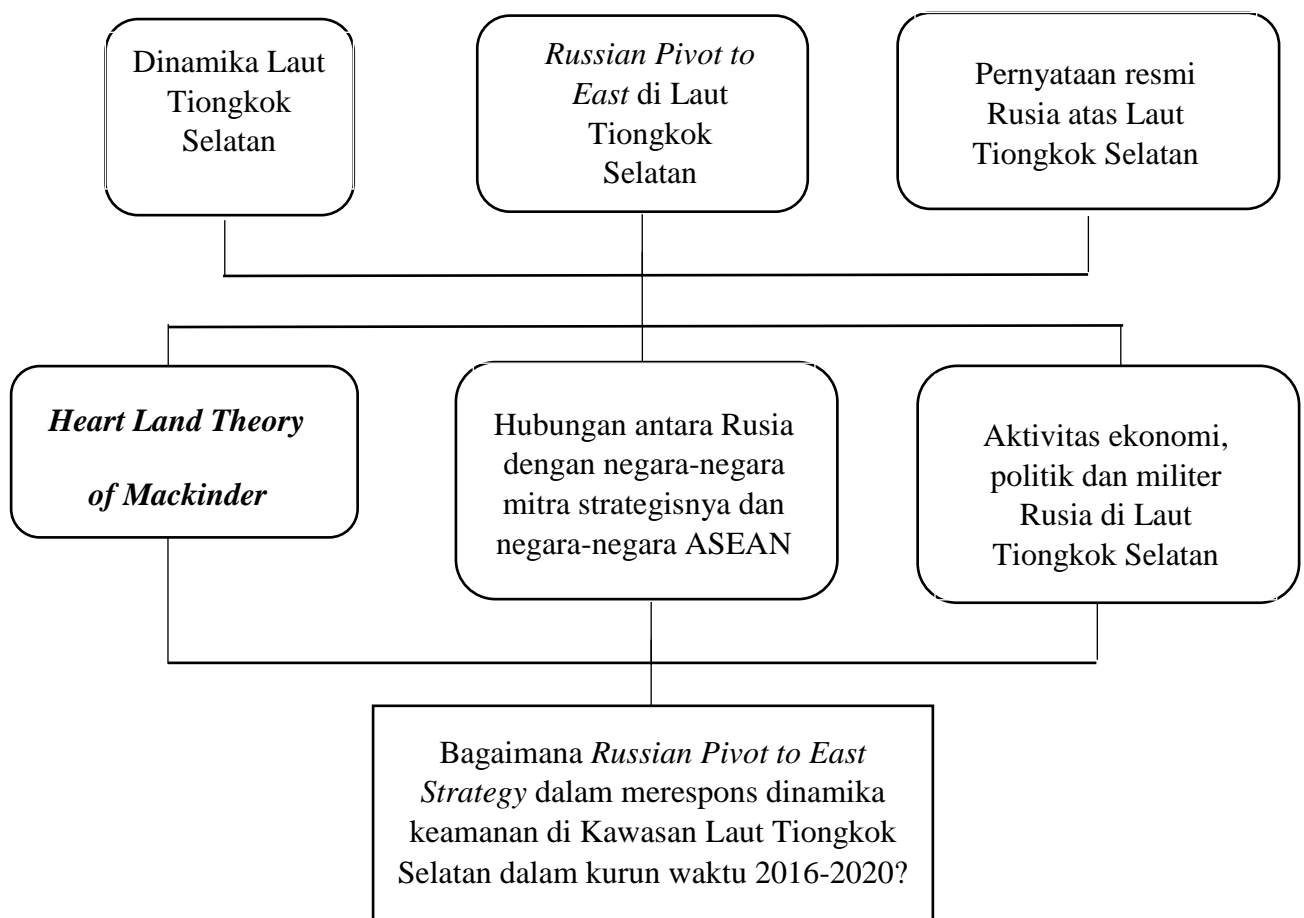 Dinamika Laut
Tiongkok
Selatan
Russian Pivot to
East di Laut
Tiongkok
Selatan
Pernyataan resmi
Rusia atas Laut
Tiongkok Selatan
Heart Land Theory
of Mackinder
Hubungan antara Rusia
dengan negara-negara
mitra strategisnya dan
negara-negara ASEAN
Aktivitas ekonomi,
politik dan militer
Rusia di Laut
Tiongkok Selatan
Bagaimana Russian Pivot to East
Strategy dalam merespons dinamika
keamanan di Kawasan Laut Tiongkok
Selatan dalam kurun waktu 2016-2020?